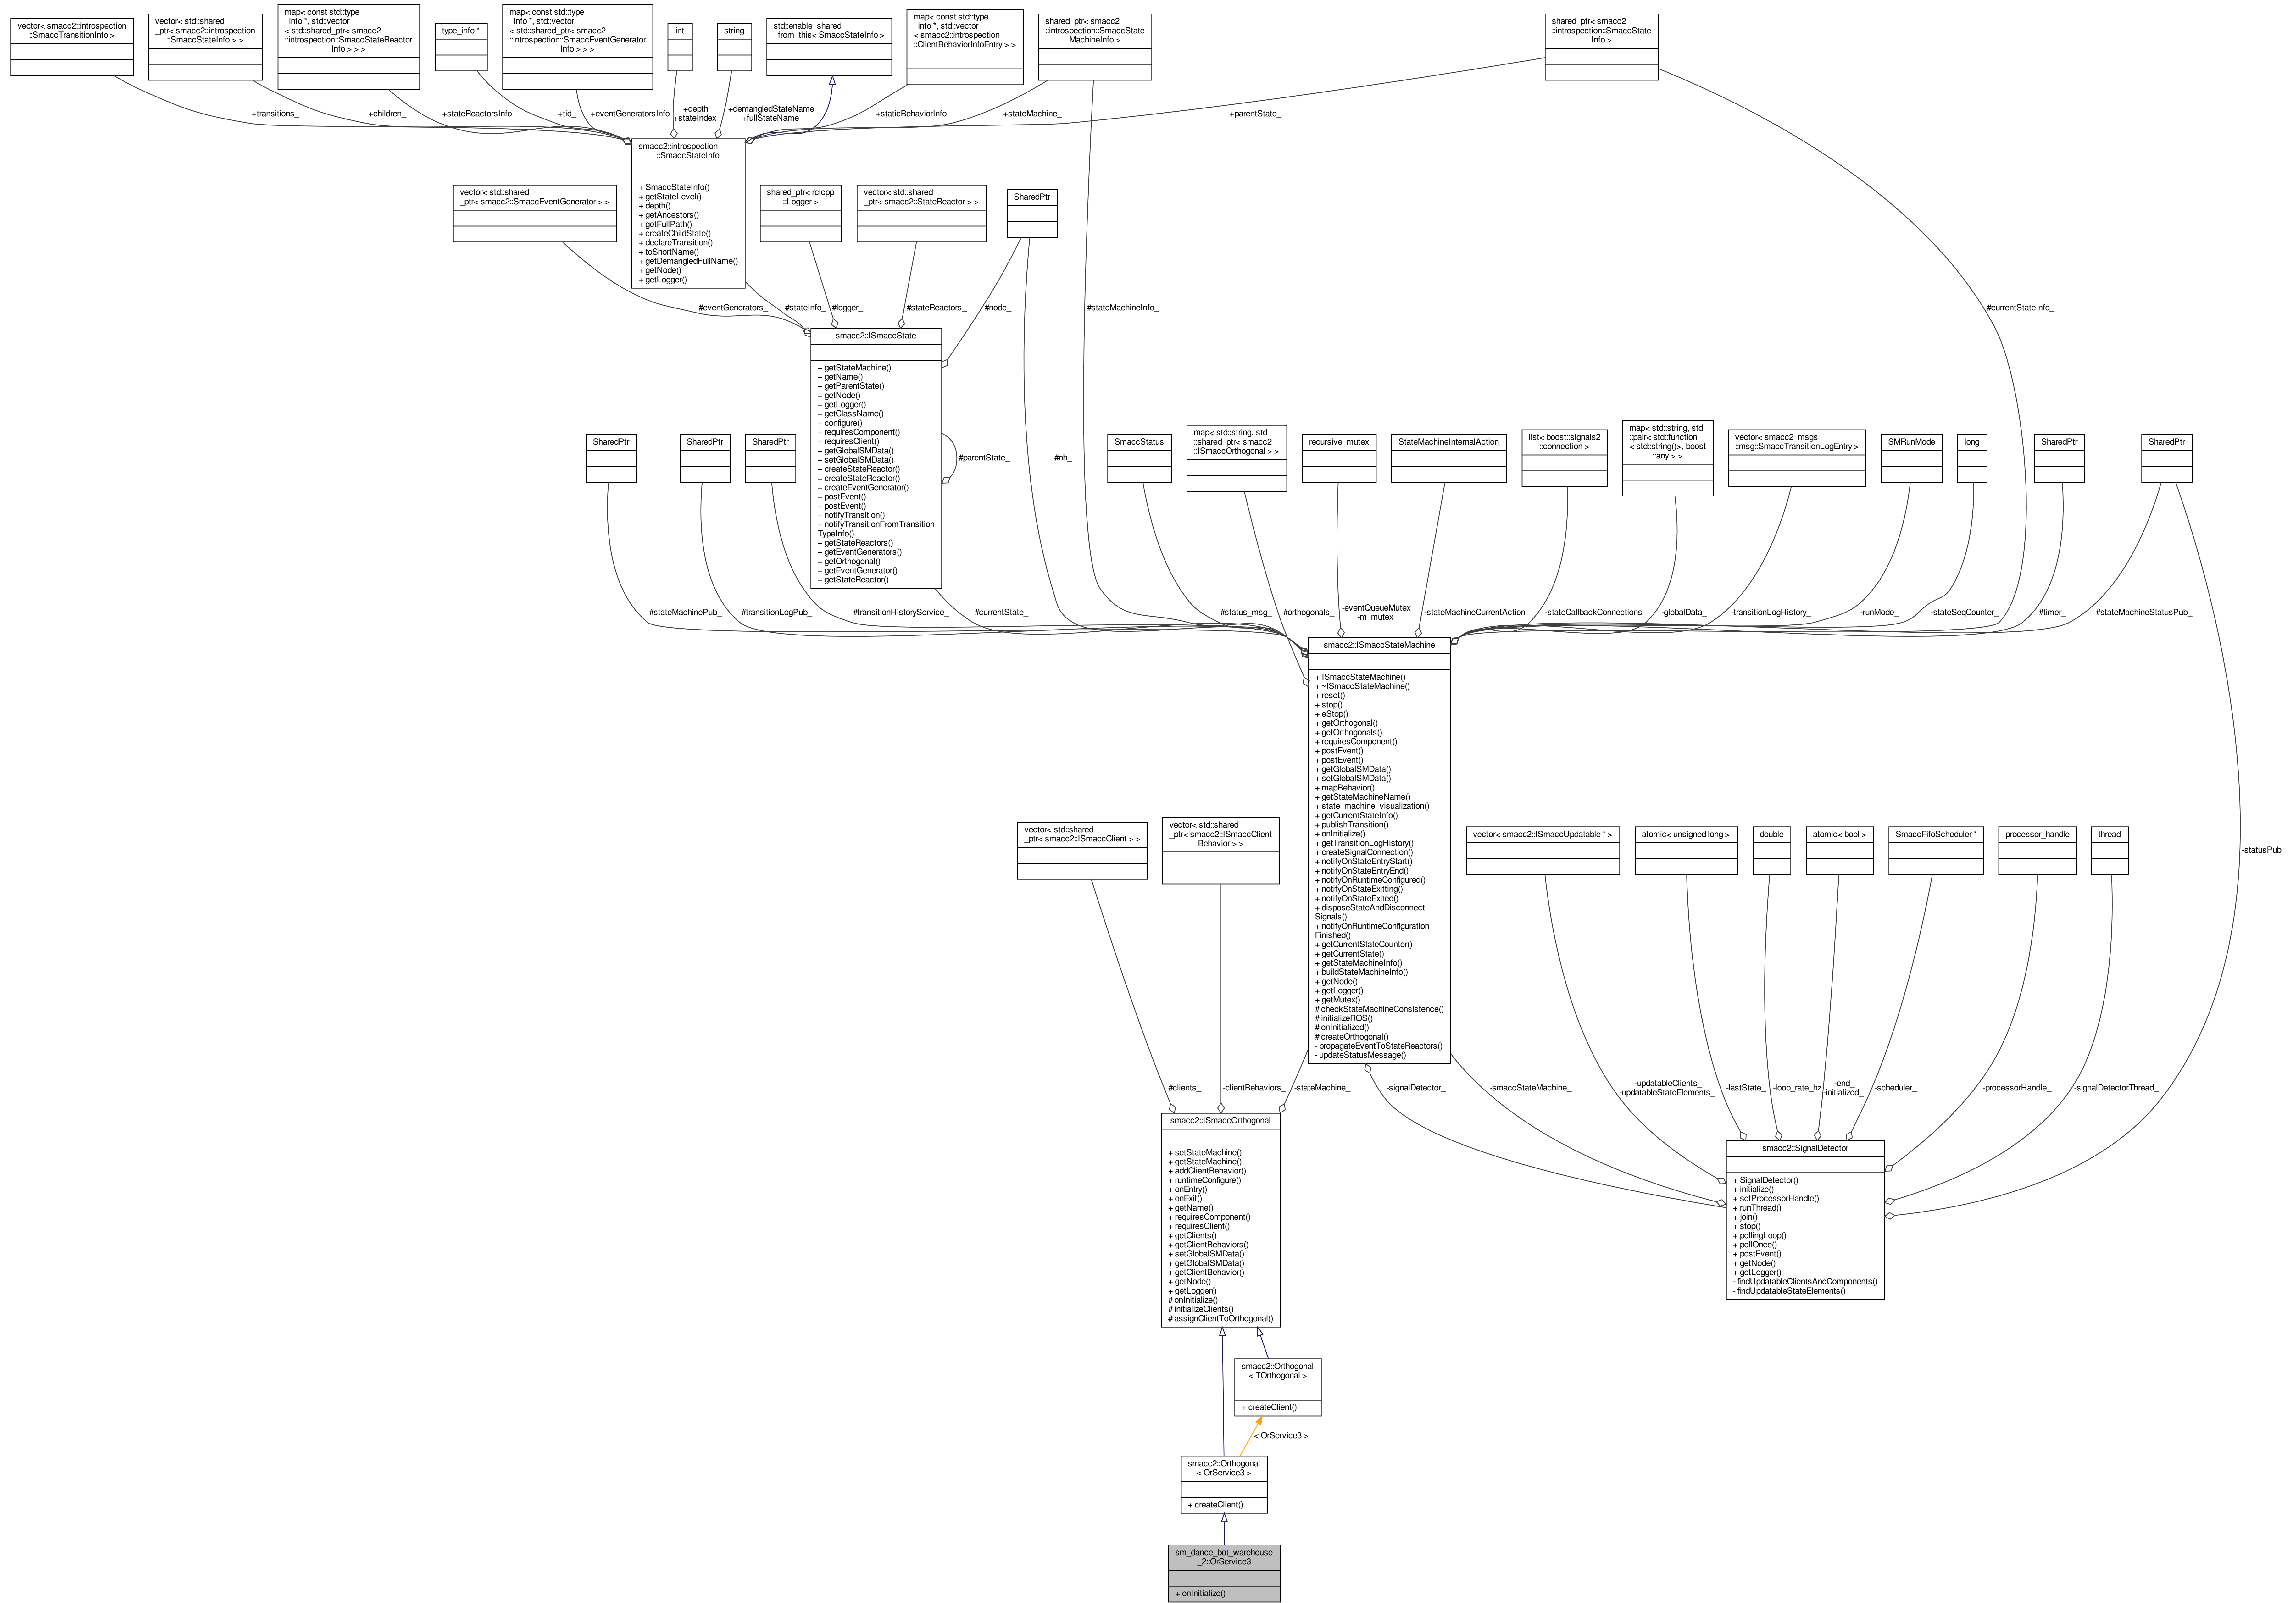 vector< smacc2::introspection
::SmaccTransitionInfo >
vector< std::shared
_ptr< smacc2::introspection
::SmaccStateInfo > >
map< const std::type
_info *, std::vector
< std::shared_ptr< smacc2
::introspection::SmaccStateReactor
Info > > >
type_info *
map< const std::type
_info *, std::vector
< std::shared_ptr< smacc2
::introspection::SmaccEventGenerator
Info > > >
int
string
std::enable_shared
_from_this< SmaccStateInfo >
map< const std::type
_info *, std::vector
< smacc2::introspection
::ClientBehaviorInfoEntry > >
shared_ptr< smacc2
::introspection::SmaccState
MachineInfo >
shared_ptr< smacc2
::introspection::SmaccState
Info >
+transitions_
+children_
+stateReactorsInfo
+tid_
+eventGeneratorsInfo
+depth_
+stateIndex_
+demangledStateName
+fullStateName
+staticBehaviorInfo
+stateMachine_
+parentState_
smacc2::introspection
::SmaccStateInfo
+ SmaccStateInfo()
+ getStateLevel()
+ depth()
+ getAncestors()
+ getFullPath()
+ createChildState()
+ declareTransition()
+ toShortName()
+ getDemangledFullName()
+ getNode()
+ getLogger()
vector< std::shared
_ptr< smacc2::SmaccEventGenerator > >
shared_ptr< rclcpp
::Logger >
vector< std::shared
_ptr< smacc2::StateReactor > >
SharedPtr
#eventGenerators_
#stateInfo_
#logger_
#stateReactors_
#node_
#stateMachineInfo_
#currentStateInfo_
smacc2::ISmaccState
+ getStateMachine()
+ getName()
+ getParentState()
+ getNode()
+ getLogger()
+ getClassName()
+ configure()
+ requiresComponent()
+ requiresClient()
+ getGlobalSMData()
+ setGlobalSMData()
+ createStateReactor()
+ createStateReactor()
+ createEventGenerator()
+ postEvent()
+ postEvent()
+ notifyTransition()
+ notifyTransitionFromTransition
TypeInfo()
+ getStateReactors()
+ getEventGenerators()
+ getOrthogonal()
+ getEventGenerator()
+ getStateReactor()
#parentState_
#nh_
SharedPtr
SharedPtr
SharedPtr
SmaccStatus
map< std::string, std
::shared_ptr< smacc2
::ISmaccOrthogonal > >
recursive_mutex
StateMachineInternalAction
list< boost::signals2
::connection >
map< std::string, std
::pair< std::function
< std::string()>, boost
::any > >
vector< smacc2_msgs
::msg::SmaccTransitionLogEntry >
SMRunMode
long
SharedPtr
SharedPtr
#stateMachinePub_
#transitionLogPub_
#transitionHistoryService_
#currentState_
#status_msg_
#orthogonals_
-eventQueueMutex_
-m_mutex_
-stateMachineCurrentAction
-stateCallbackConnections
-globalData_
-transitionLogHistory_
-runMode_
-stateSeqCounter_
#timer_
#stateMachineStatusPub_
smacc2::ISmaccStateMachine
+ ISmaccStateMachine()
+ ~ISmaccStateMachine()
+ reset()
+ stop()
+ eStop()
+ getOrthogonal()
+ getOrthogonals()
+ requiresComponent()
+ postEvent()
+ postEvent()
+ getGlobalSMData()
+ setGlobalSMData()
+ mapBehavior()
+ getStateMachineName()
+ state_machine_visualization()
+ getCurrentStateInfo()
+ publishTransition()
+ onInitialize()
+ getTransitionLogHistory()
+ createSignalConnection()
+ notifyOnStateEntryStart()
+ notifyOnStateEntryEnd()
+ notifyOnRuntimeConfigured()
+ notifyOnStateExitting()
+ notifyOnStateExited()
+ disposeStateAndDisconnect
Signals()
+ notifyOnRuntimeConfiguration
Finished()
+ getCurrentStateCounter()
+ getCurrentState()
+ getStateMachineInfo()
+ buildStateMachineInfo()
+ getNode()
+ getLogger()
+ getMutex()
# checkStateMachineConsistence()
# initializeROS()
# onInitialized()
# createOrthogonal()
- propagateEventToStateReactors()
- updateStatusMessage()
vector< std::shared
_ptr< smacc2::ISmaccClient > >
vector< std::shared
_ptr< smacc2::ISmaccClient
Behavior > >
vector< smacc2::ISmaccUpdatable * >
atomic< unsigned long >
double
atomic< bool >
SmaccFifoScheduler *
processor_handle
thread
-statusPub_
#clients_
-clientBehaviors_
-stateMachine_
-signalDetector_
-smaccStateMachine_
-updatableClients_
-updatableStateElements_
-lastState_
-loop_rate_hz
-end_
-initialized_
-scheduler_
-processorHandle_
-signalDetectorThread_
smacc2::ISmaccOrthogonal
+ setStateMachine()
+ getStateMachine()
+ addClientBehavior()
+ runtimeConfigure()
+ onEntry()
+ onExit()
+ getName()
+ requiresComponent()
+ requiresClient()
+ getClients()
+ getClientBehaviors()
+ setGlobalSMData()
+ getGlobalSMData()
+ getClientBehavior()
+ getNode()
+ getLogger()
# onInitialize()
# initializeClients()
# assignClientToOrthogonal()
smacc2::SignalDetector
+ SignalDetector()
+ initialize()
+ setProcessorHandle()
+ runThread()
+ join()
+ stop()
+ pollingLoop()
+ pollOnce()
+ postEvent()
+ getNode()
+ getLogger()
- findUpdatableClientsAndComponents()
- findUpdatableStateElements()
smacc2::Orthogonal
< TOrthogonal >
+ createClient()
< OrService3 >
smacc2::Orthogonal
< OrService3 >
+ createClient()
sm_dance_bot_warehouse
_2::OrService3
+ onInitialize()